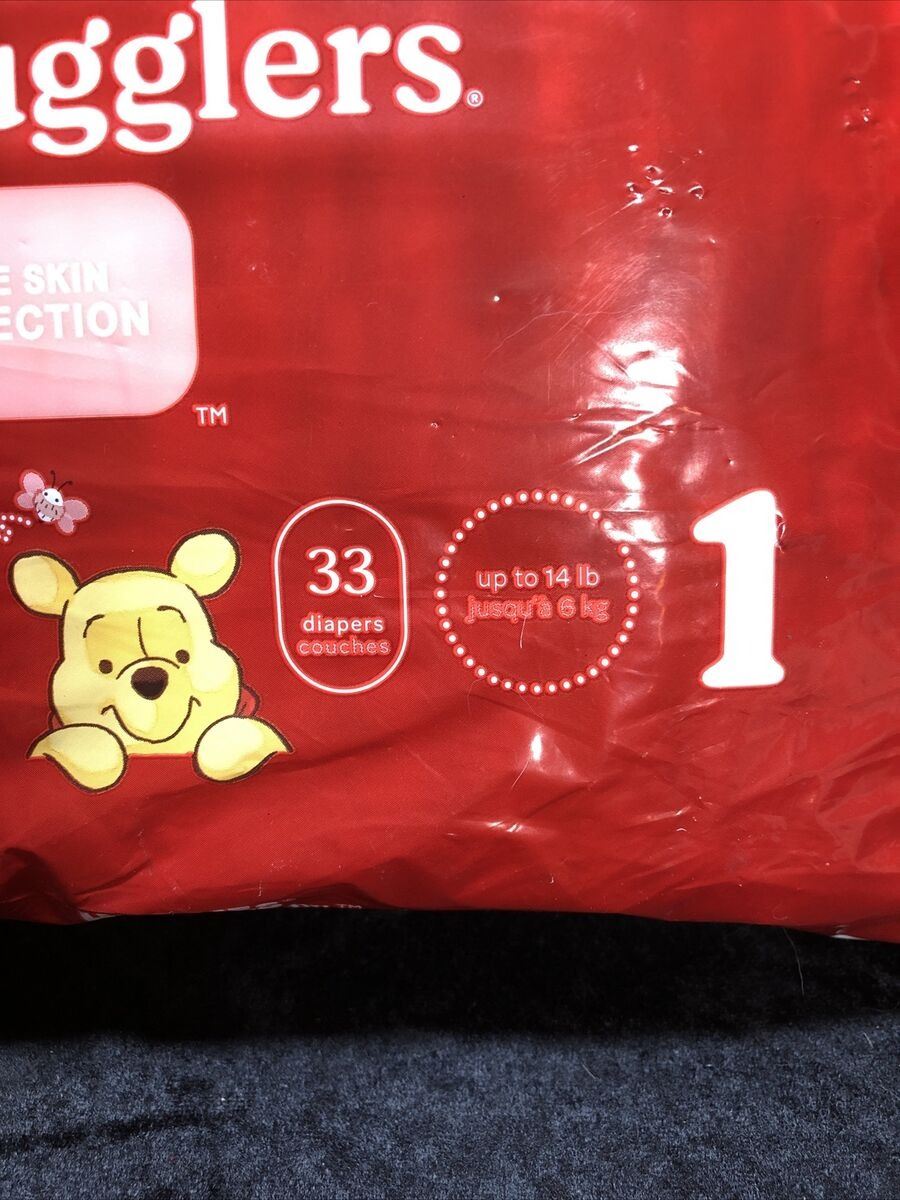 ugglers®
E SKIN
ECTION
TM
33
diapers
couches
up to 14 lb
jusqu'à 6 kg
1